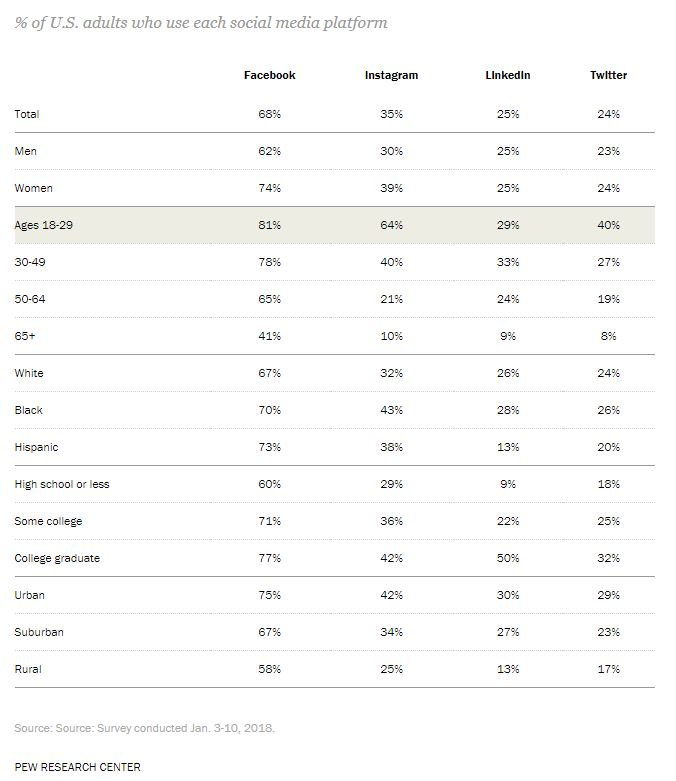 % of U.S. adults who use each social media platform
Facebook Instagram LinkedIn Twitter
Total 68% 35% 25% 24%
Men 62% 30% 25% 23%
Women 74% 39% 25% 24%
Ages 18-29 81% 64% 29% 40%
30-49 78% 40% 33% 27%
50-64 65% 21% 24% 19%
65+ 41% 10% 9% 8%
White 67% 32% 26% 24%
Black 70% 43% 28% 26%
Hispanic 73% 38% 13% 20%
High school or less 60% 29% 9% 18%
Some college 71% 36% 22% 25%
College graduate 77% 42% 50% 32%
Urban 75% 42% 30% 29%
Suburban 67% 34% 27% 23%
Rural 58% 25% 13% 17%
Source: Source: Survey conducted Jan. 3-10, 2018.
PEW RESEARCH CENTER